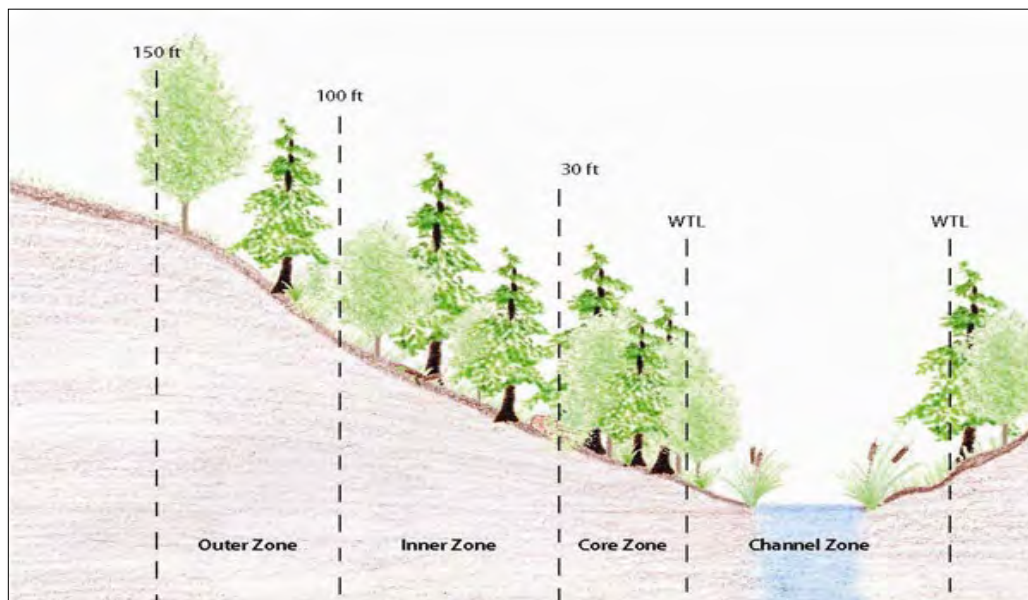 150 ft
100 ft
30 ft
WTL
WTL
Outer Zone
Inner Zone
Core Zone
Channel Zone